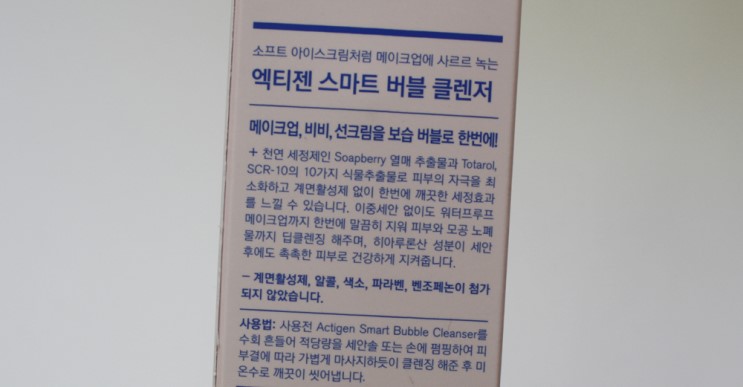 소프트 아이스크림처럼 메이크업에 사르르 녹는
엑티젠 스마트 버블 클렌저
메이크업, 비비, 선크림을 보습 버블로 한번에!
+ 천연 세정제인 Soapberry 열매 추출물과 Totarol,
SCR-10의 10가지 식물추출물로 피부의 자극을 최
소화하고 계면활성제 없이 한번에 깨끗한 세정효과
를 느낄 수 있습니다. 이중세안 없이도 워터프루프
메이크업까지 한번에 말끔히 지워 피부와 모공 노폐
물까지 딥클렌징 해주며, 히아루론산 성분이 세안
후에도 촉촉한 피부로 건강하게 지켜줍니다.
– 계면활성제, 알콜, 색소, 파라벤, 벤조페논이 첨가
되지 않았습니다.
사용법: 사용전 Actigen Smart Bubble Cleanser를
수회 흔들어 적당량을 세안솔 또는 손에 펌핑하여 피
부결에 따라 가볍게 마사지하듯이 클렌징 해준 후 미
온수로 깨끗이 씻어냅니다.